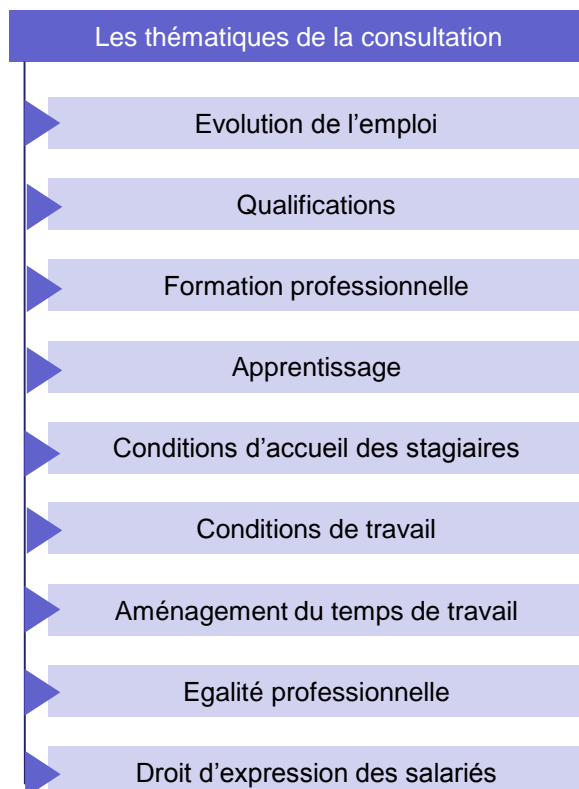 Les thématiques de la consultation
Evolution de l’emploi
Qualifications
Formation professionnelle
Apprentissage
Conditions d’accueil des stagiaires
Conditions de travail
Aménagement du temps de travail
Egalité professionnelle
Droit d’expression des salariés